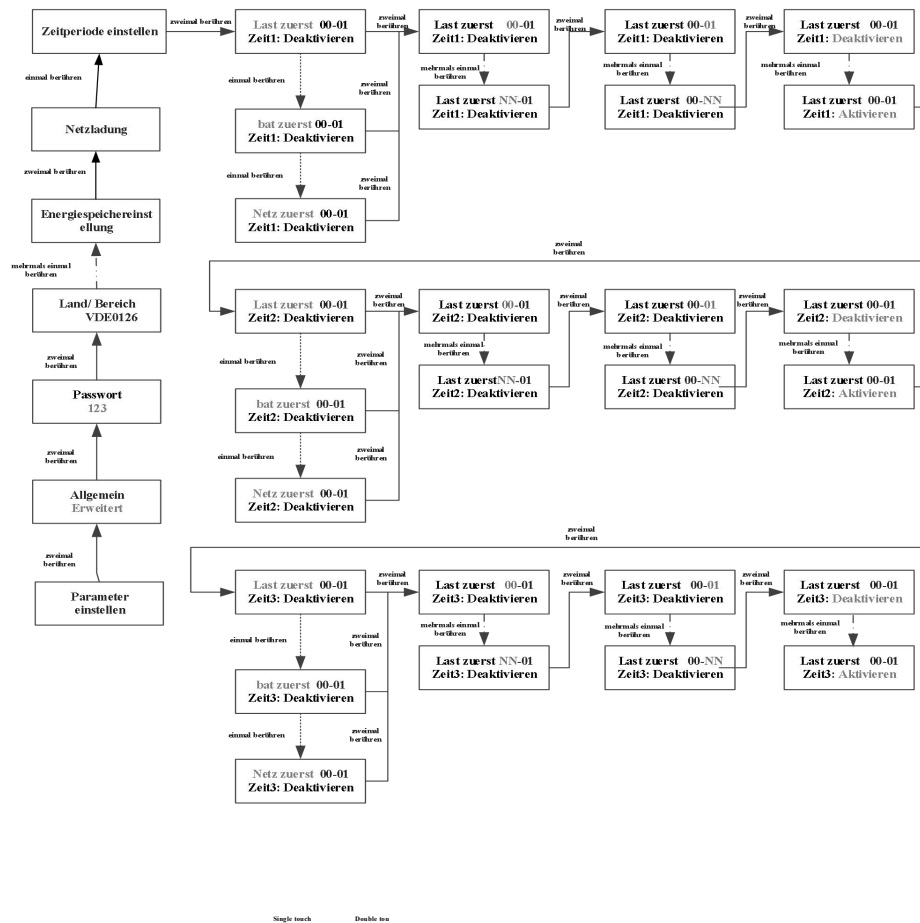 Zeitperiode einstellen
zweimal berühren
einmal berühren
Netzladung
zweimal berühren
Energiespeichereinst
ellung
mehrmals einmal
berühren
Land/ Bereich
VDE0126
zweimal
berühren
Passwort
123
zweimal
berühren
Allgemein
Erweitert
zweimal
berühren
Parameter
einstellen
Last zuerst 00-01
Zeit1: Deaktivieren
zweimal
berühren
einmal berühren
zweimal
berühren
bat zuerst 00-01
Zeit1: Deaktivieren
einmal berühren
zweimal
berühren
Netz zuerst 00-01
Zeit1: Deaktivieren
Last zuerst 00-01
Zeit1: Deaktivieren
mehrmals einmal
berühren
Last zuerst NN-01
Zeit1: Deaktivieren
zweimal
berühren
Last zuerst 00-01
Zeit1: Deaktivieren
mehrmals einmal
berühren
Last zuerst 00-NN
Zeit1: Deaktivieren
zweimal
berühren
Last zuerst 00-01
Zeit1: Deaktivieren
mehrmals einmal
berühren
Last zuerst 00-01
Zeit1: Aktivieren
zweimal
berühren
Last zuerst 00-01
Zeit2: Deaktivieren
zweimal
berühren
einmal berühren
zweimal
berühren
bat zuerst 00-01
Zeit2: Deaktivieren
einmal berühren
zweimal
berühren
Netz zuerst 00-01
Zeit2: Deaktivieren
Last zuerst 00-01
Zeit2: Deaktivieren
mehrmals einmal
berühren
Last zuerstNN-01
Zeit2: Deaktivieren
zweimal
berühren
Last zuerst 00-01
Zeit2: Deaktivieren
mehrmals einmal
berühren
Last zuerst 00-NN
Zeit2: Deaktivieren
zweimal
berühren
Last zuerst 00-01
Zeit2: Deaktivieren
mehrmals einmal
berühren
Last zuerst 00-01
Zeit2: Aktivieren
zweimal
berühren
Last zuerst 00-01
Zeit3: Deaktivieren
zweimal
berühren
einmal berühren
zweimal
berühren
bat zuerst 00-01
Zeit3: Deaktivieren
einmal berühren
zweimal
berühren
Netz zuerst 00-01
Zeit3: Deaktivieren
Last zuerst 00-01
Zeit3: Deaktivieren
mehrmals einmal
berühren
Last zuerst NN-01
Zeit3: Deaktivieren
zweimal
berühren
Last zuerst 00-01
Zeit3: Deaktivieren
mehrmals einmal
berühren
Last zuerst 00-NN
Zeit3: Deaktivieren
zweimal
berühren
Last zuerst 00-01
Zeit3: Deaktivieren
mehrmals einmal
berühren
Last zuerst 00-01
Zeit3: Aktivieren
Single touch
Double tou